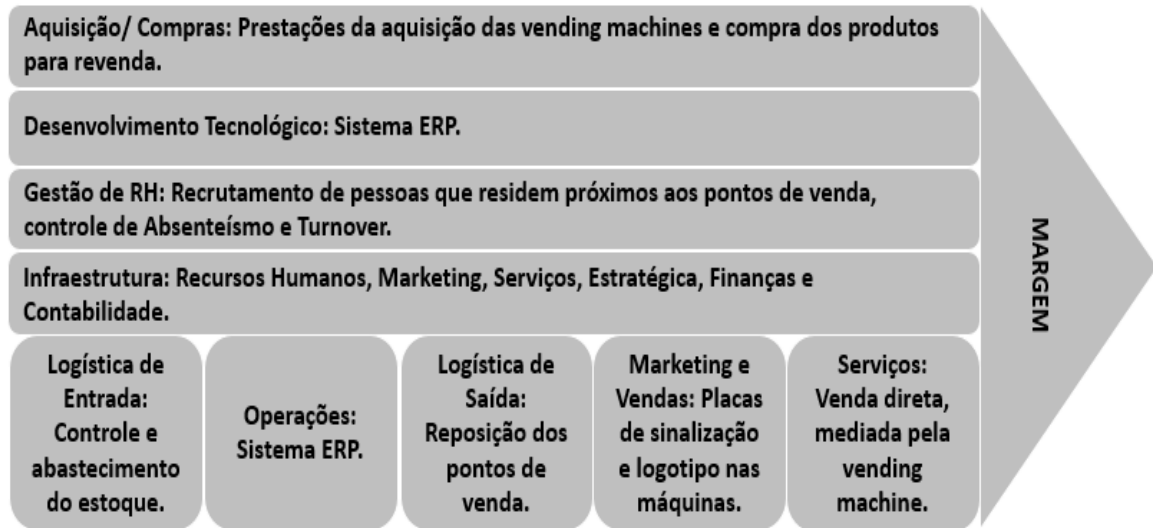 Aquisição/ Compras: Prestações da aquisição das vending machines e compra dos produtos
para revenda.
Desenvolvimento Tecnológico: Sistema ERP.
Gestão de RH: Recrutamento de pessoas que residem próximos aos pontos de venda,
controle de Absenteísmo e Turnover.
Infraestrutura: Recursos Humanos, Marketing, Serviços, Estratégica, Finanças e
Contabilidade.
Logística de
Entrada:
Controle e
abastecimento
do estoque.
Operações:
Sistema ERP.
Logística de
Saída:
Reposição dos
pontos de
venda.
Marketing e
Vendas: Placas
de sinalização
e logotipo nas
máquinas.
Serviços:
Venda direta,
mediada pela
vending
machine.
MARGEM